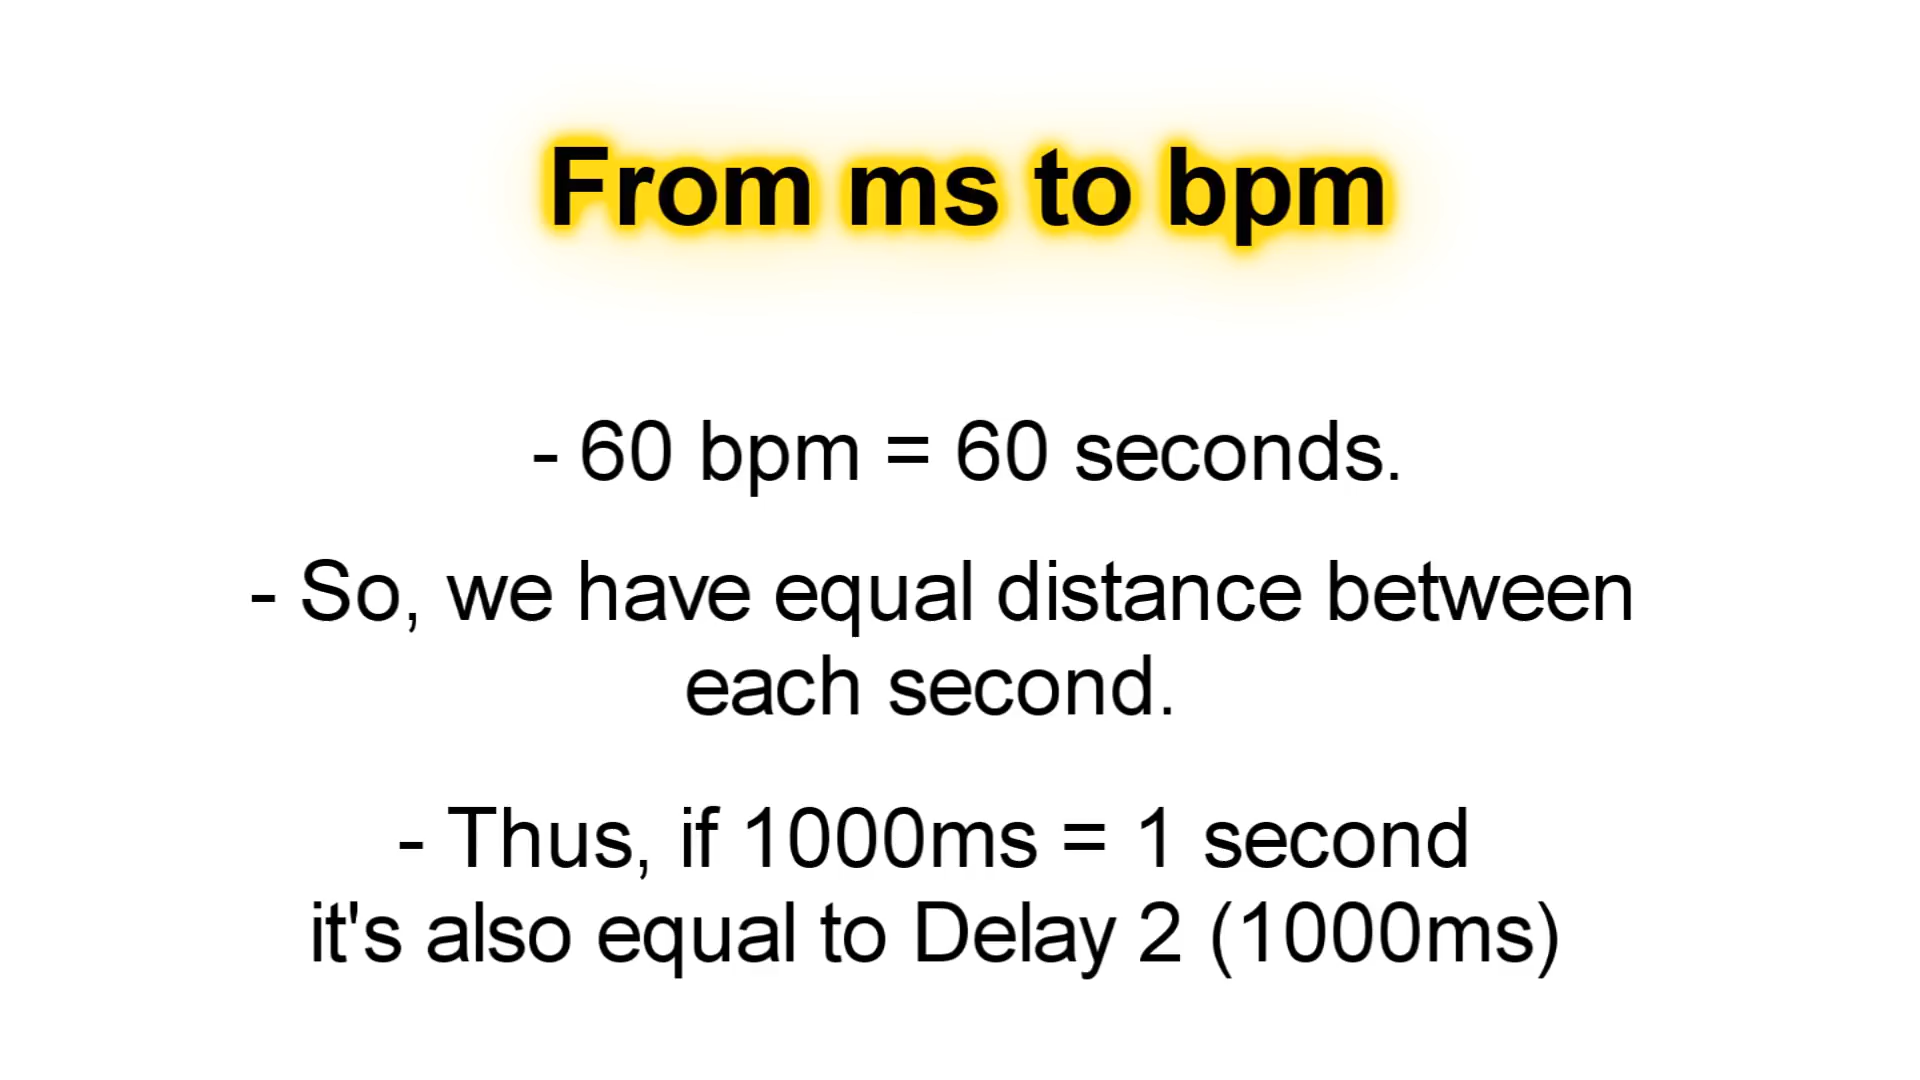 From ms to bpm
- 60 bpm = 60 seconds.
- So, we have equal distance between
each second.
- Thus, if 1000ms = 1 second
it's also equal to Delay 2 (1000ms)